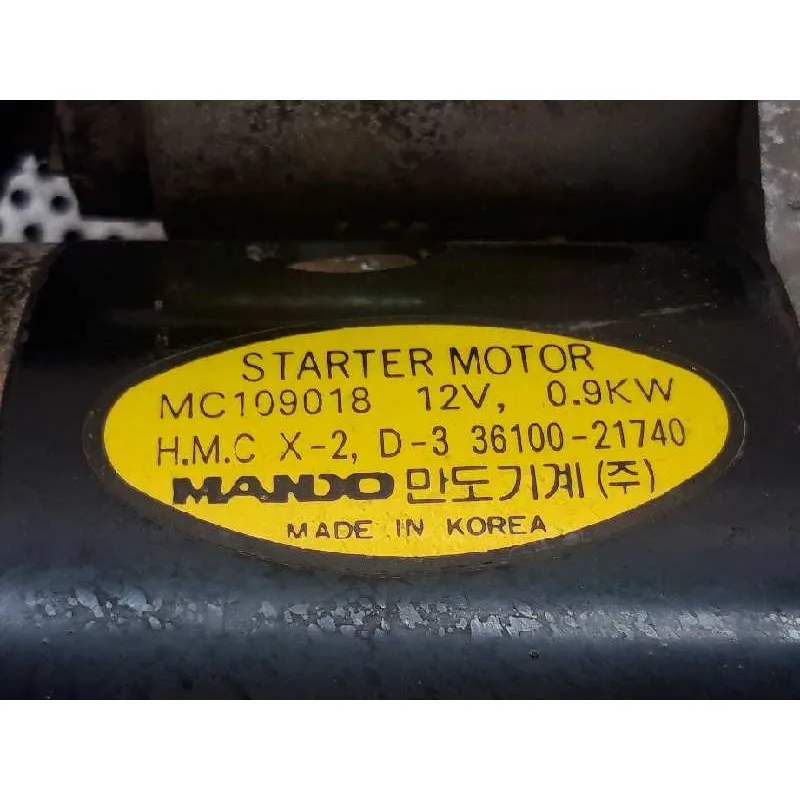 STARTER MOTOR
MC109018 12V, 0.9KW
H.M.C X-2, D-3 36100-21740
MANDO 만도기계(주)
MADE IN KOREA